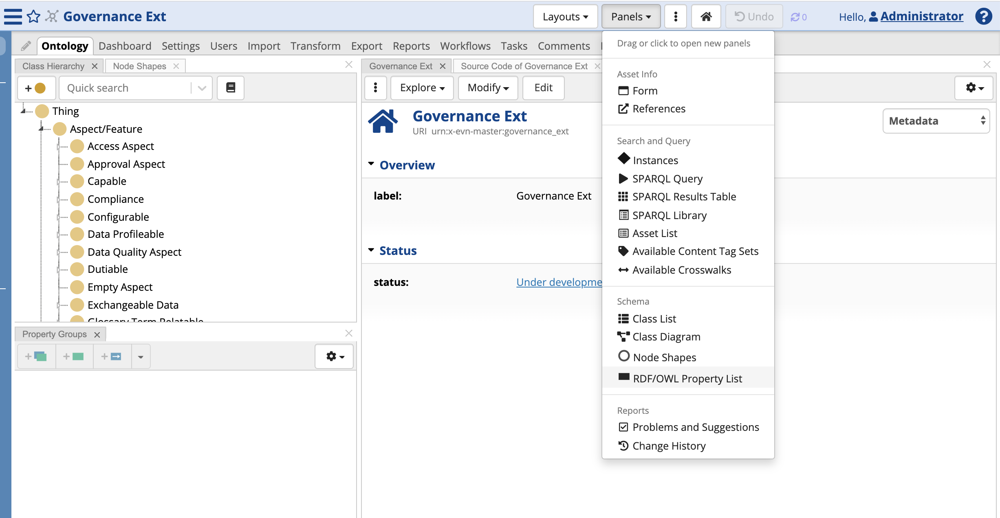 Governance Ext
Layouts
Panels
Undo
0
Hello, Administrator
?
Ontology Dashboard Settings Users Import Transform Export Reports Workflows Tasks Comments
Class Hierarchy
Node Shapes
+
Quick search
Thing
Aspect/Feature
Access Aspect
Approval Aspect
Capable
Compliance
Configurable
Data Profileable
Data Quality Aspect
Dutiable
Empty Aspect
Exchangeable Data
Glossary Term Relatable
Property Groups
+
+
+
Governance Ext
Source Code of Governance Ext
Explore
Modify
Edit
Governance Ext
URI urn:x-evn-master:governance_ext
Metadata
Overview
label: Governance Ext
Status
status: Under developme
Drag or click to open new panels
Asset Info
Form
References
Search and Query
Instances
SPARQL Query
SPARQL Results Table
SPARQL Library
Asset List
Available Content Tag Sets
Available Crosswalks
Schema
Class List
Class Diagram
Node Shapes
RDF/OWL Property List
Reports
Problems and Suggestions
Change History